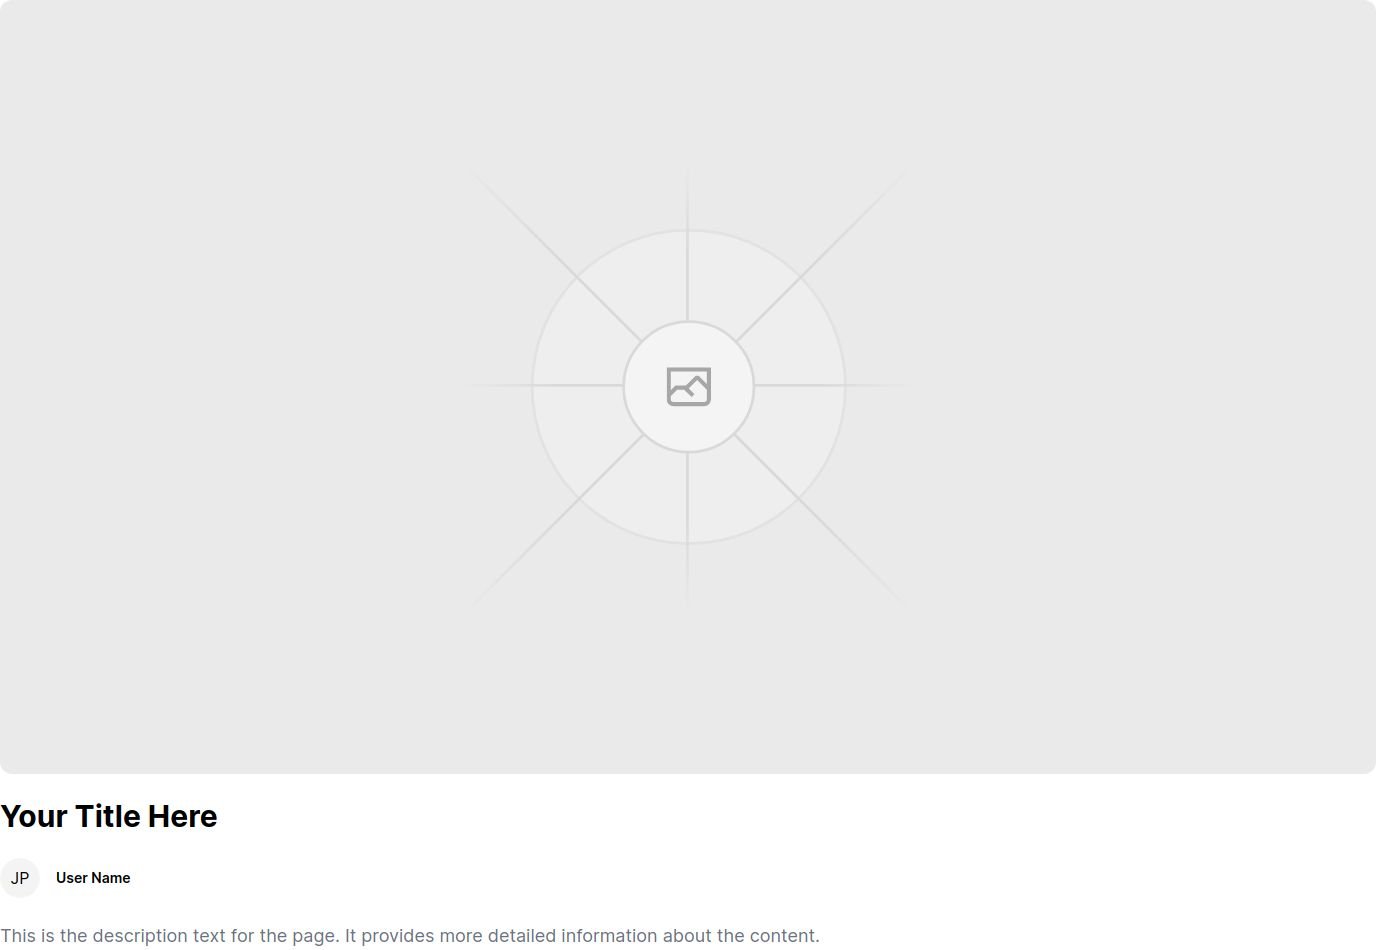 Your Title Here
JP
User Name
This is the description text for the page. It provides more detailed information about the content.